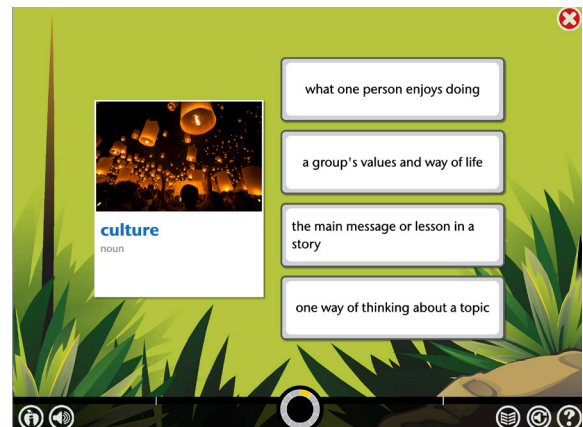 culture
noun
what one person enjoys doing
a group's values and way of life
the main message or lesson in a
story
one way of thinking about a topic